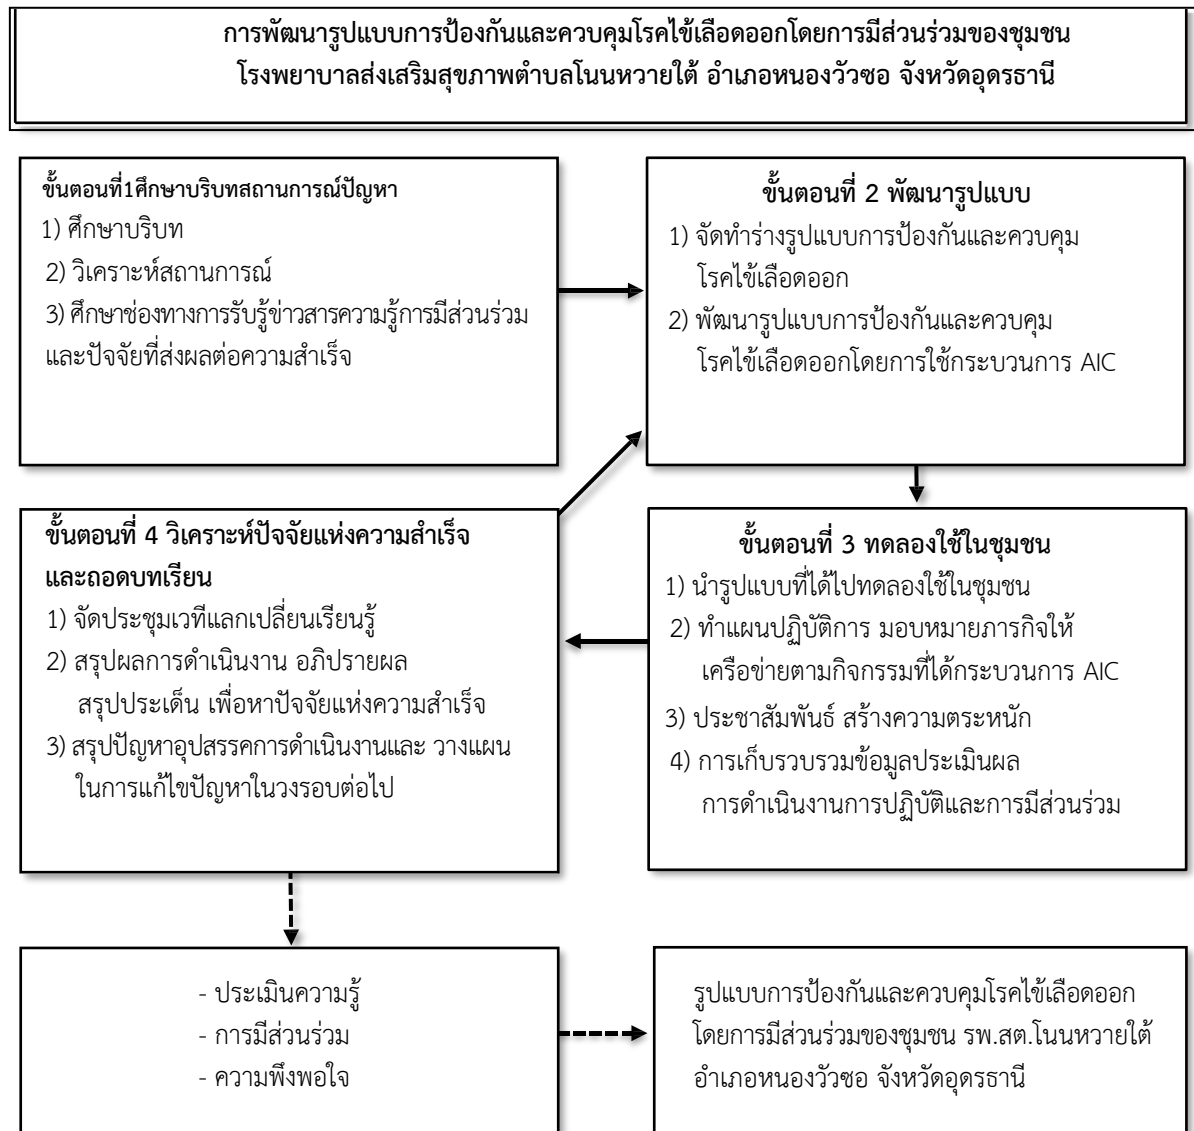 การพัฒนารูปแบบการป้องกันและควบคุมโรคไข้เลือดออกโดยการมีส่วนร่วมของชุมชน
โรงพยาบาลส่งเสริมสุขภาพตำบลโนนหวายใต้ อำเภอหนองวัวซอ จังหวัดอุดรธานี
ขั้นตอนที่1ศึกษาบริบทสถานการณ์ปัญหา
1) ศึกษาบริบท
2) วิเคราะห์สถานการณ์
3) ศึกษาช่องทางการรับรู้ข่าวสารความรู้การมีส่วนร่วม
และปัจจัยที่ส่งผลต่อความสำเร็จ
ขั้นตอนที่ 2 พัฒนารูปแบบ
1) จัดทำร่างรูปแบบการป้องกันและควบคุม
โรคไข้เลือดออก
2) พัฒนารูปแบบการป้องกันและควบคุม
โรคไข้เลือดออกโดยการใช้กระบวนการ AIC
ขั้นตอนที่ 3 ทดลองใช้ในชุมชน
1) นำรูปแบบที่ได้ไปทดลองใช้ในชุมชน
2) ทำแผนปฏิบัติการ มอบหมายภารกิจให้
เครือข่ายตามกิจกรรมที่ได้กระบวนการ AIC
3) ประชาสัมพันธ์ สร้างความตระหนัก
4) การเก็บรวบรวมข้อมูลประเมินผล
การดำเนินงานการปฏิบัติและการมีส่วนร่วม
ขั้นตอนที่ 4 วิเคราะห์ปัจจัยแห่งความสำเร็จ
และถอดบทเรียน
1) จัดประชุมเวทีแลกเปลี่ยนเรียนรู้
2) สรุปผลการดำเนินงาน อภิปรายผล
สรุปประเด็น เพื่อหาปัจจัยแห่งความสำเร็จ
3) สรุปปัญหาอุปสรรคการดำเนินงานและ วางแผน
ในการแก้ไขปัญหาในวงรอบต่อไป
- ประเมินความรู้
- การมีส่วนร่วม
- ความพึงพอใจ
รูปแบบการป้องกันและควบคุมโรคไข้เลือดออก
โดยการมีส่วนร่วมของชุมชน รพ.สต.โนนหวายใต้
อำเภอหนองวัวซอ จังหวัดอุดรธานี